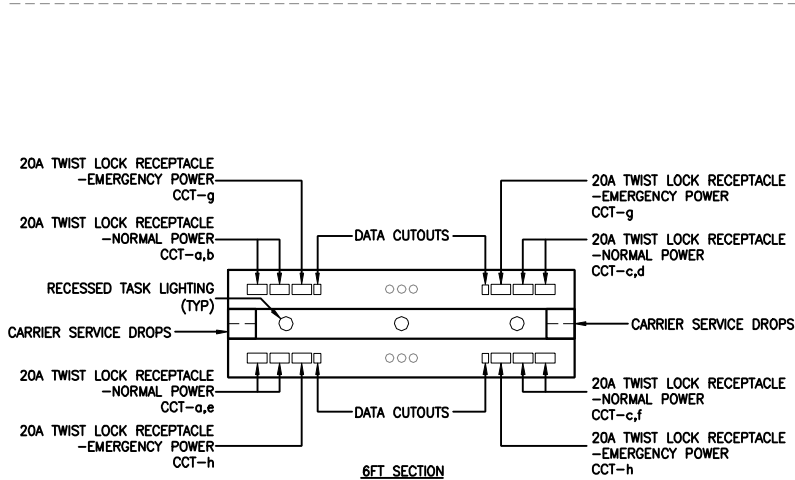 20A TWIST LOCK RECEPTACLE
-EMERGENCY POWER
CCT-g
20A TWIST LOCK RECEPTACLE
-NORMAL POWER
CCT-a,b
RECESSED TASK LIGHTING
(TYP)
CARRIER SERVICE DROPS
20A TWIST LOCK RECEPTACLE
-NORMAL POWER
CCT-a,e
20A TWIST LOCK RECEPTACLE
-EMERGENCY POWER
CCT-h
DATA CUTOUTS
DATA CUTOUTS
6FT SECTION
20A TWIST LOCK RECEPTACLE
-EMERGENCY POWER
CCT-g
20A TWIST LOCK RECEPTACLE
-NORMAL POWER
CCT-c,d
CARRIER SERVICE DROPS
20A TWIST LOCK RECEPTACLE
-NORMAL POWER
CCT-c,f
20A TWIST LOCK RECEPTACLE
-EMERGENCY POWER
CCT-h